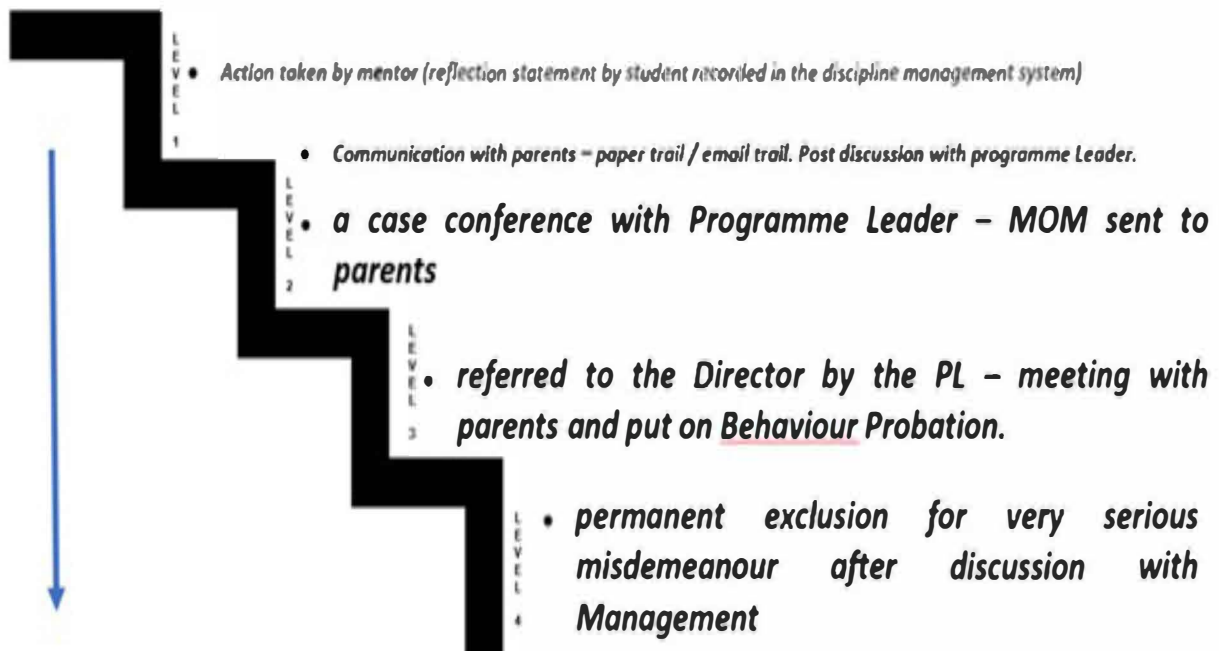 LEVEL 1
• Action taken by mentor (reflection statement by student recorded in the discipline management system)
• Communication with parents – paper trail / email trail. Post discussion with programme Leader.
LEVEL 2
• a case conference with Programme Leader – MOM sent to
parents
LEVEL 3
• referred to the Director by the PL – meeting with
parents and put on Behaviour Probation.
LEVEL 4
• permanent exclusion for very serious
misdemeanour after discussion with
Management